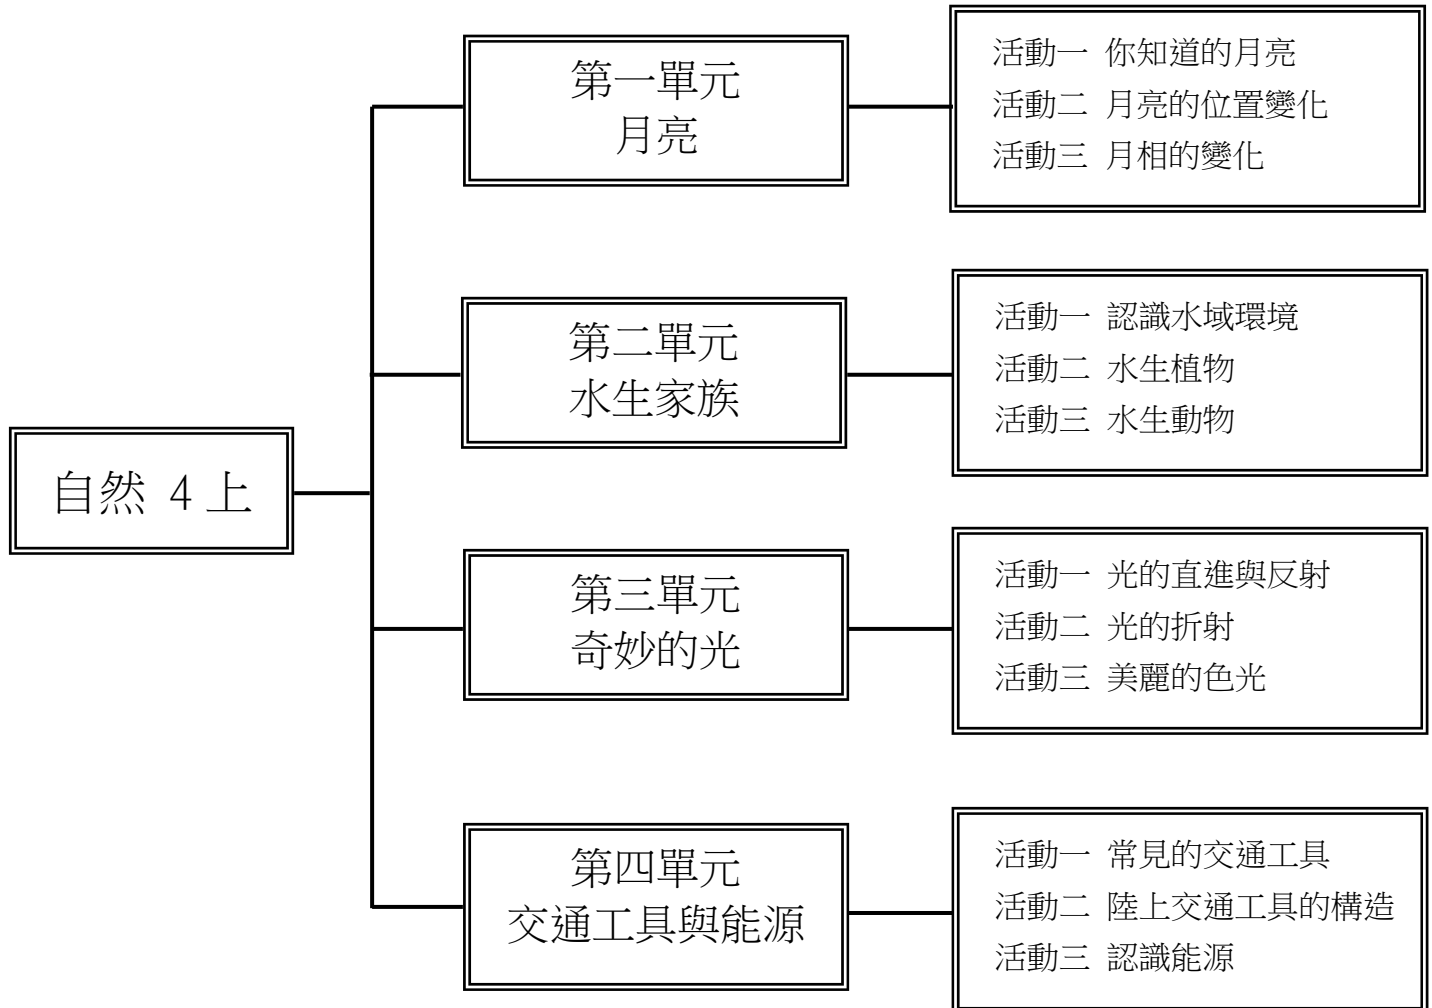 自然 4上
第一單元
月亮
活動一 你知道的月亮
活動二 月亮的位置變化
活動三 月相的變化
第二單元
水生家族
活動一 認識水域環境
活動二 水生植物
活動三 水生動物
第三單元
奇妙的光
活動一 光的直進與反射
活動二 光的折射
活動三 美麗的色光
第四單元
交通工具與能源
活動一 常見的交通工具
活動二 陸上交通工具的構造
活動三 認識能源